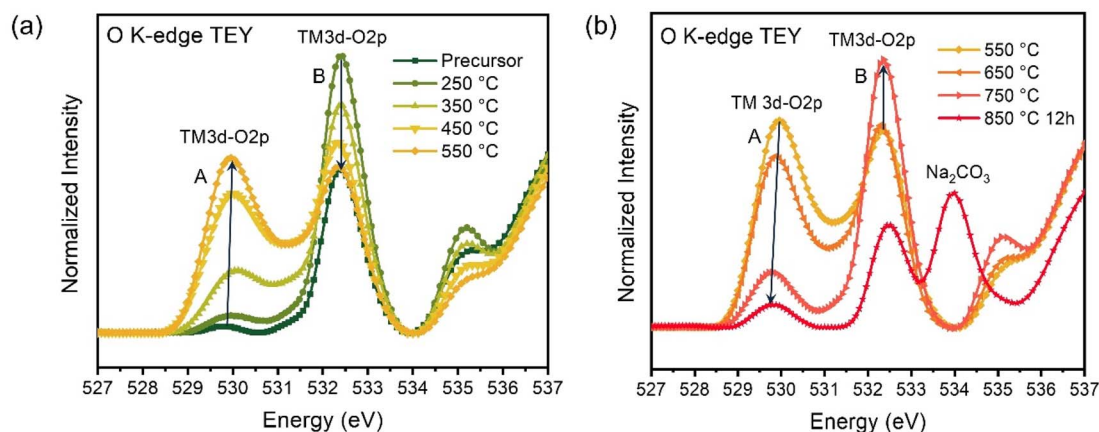 (a)
O K-edge TEY
TM3d-O2p
B
TM3d-O2p
A
Precursor
250 °C
350 °C
450 °C
550 °C
Normalized Intensity
527 528 529 530 531 532 533 534 535 536 537
Energy (eV)
(b)
O K-edge TEY
TM3d-O2p
B
TM 3d-O2p
A
550 °C
650 °C
750 °C
850 °C 12h
Na₂CO₃
Normalized Intensity
527 528 529 530 531 532 533 534 535 536 537
Energy (eV)